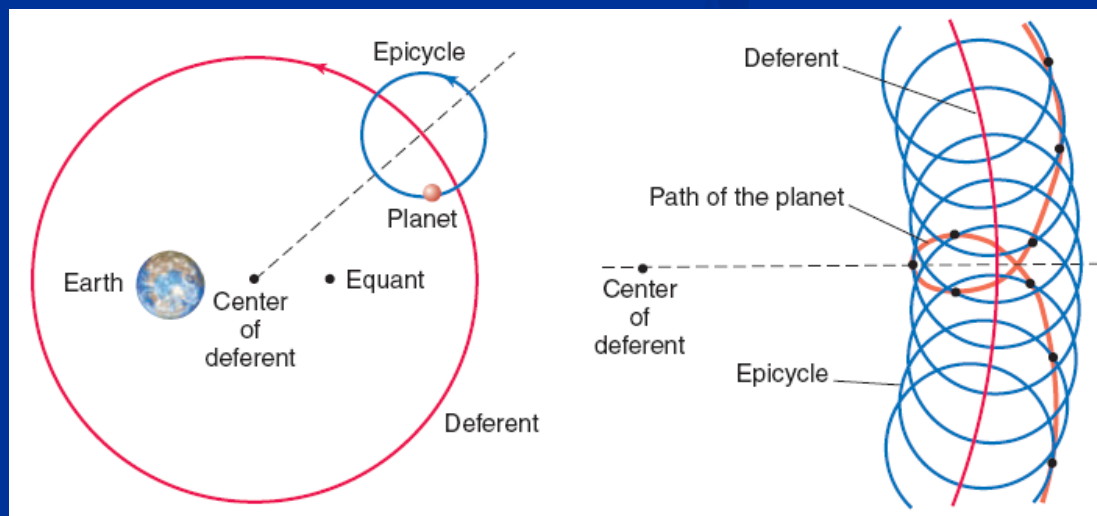 Epicycle
Planet
Earth
Center
of
deferent
Equant
Deferent
Deferent
Path of the planet
Center
of
deferent
Epicycle